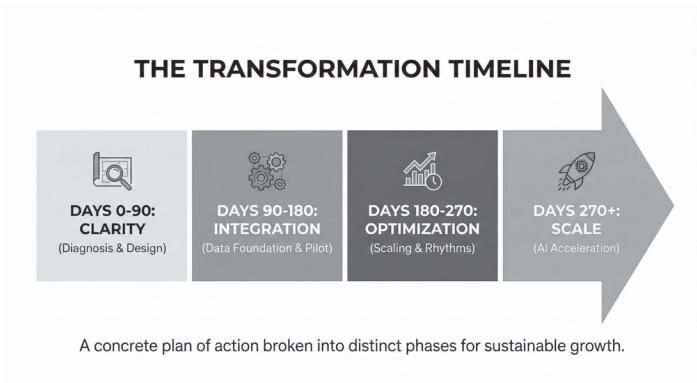 THE TRANSFORMATION TIMELINE
DAYS 0-90:
CLARITY
(Diagnosis & Design)
DAYS 90-180:
INTEGRATION
(Data Foundation & Pilot)
DAYS 180-270:
OPTIMIZATION
(Scaling & Rhythms)
DAYS 270+:
SCALE
(AI Acceleration)
A concrete plan of action broken into distinct phases for sustainable growth.